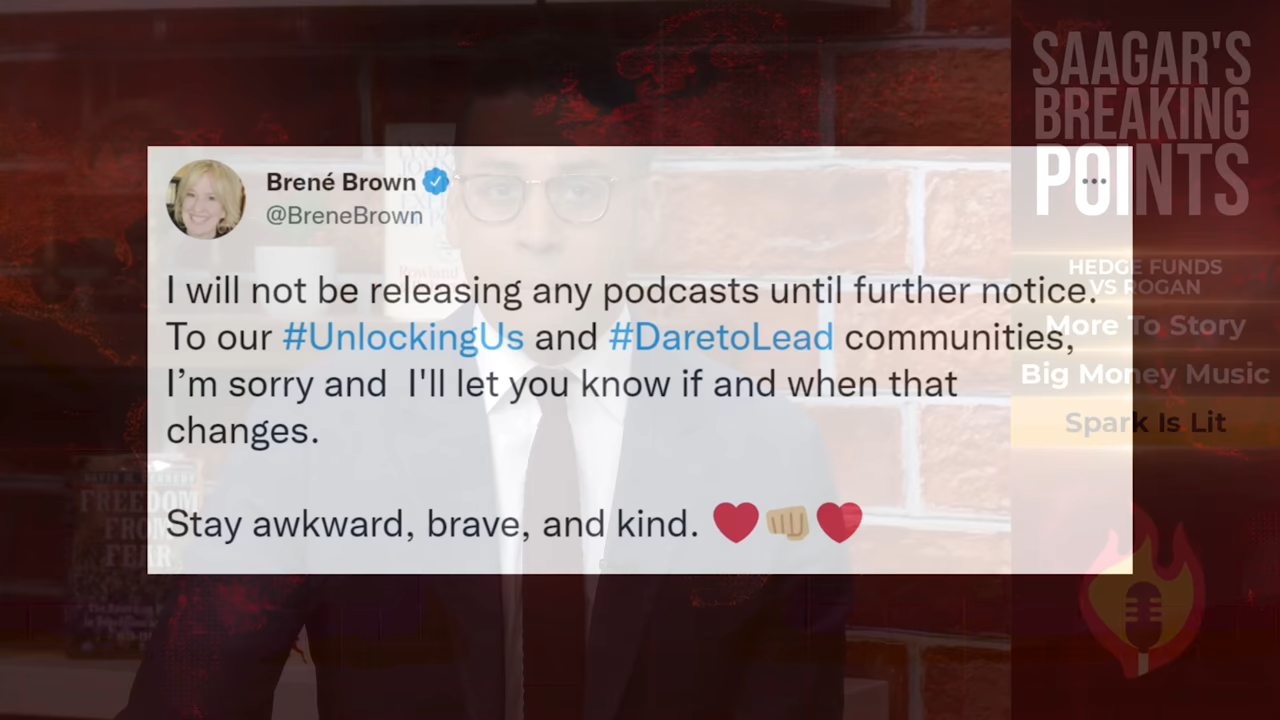 Brené Brown
@BreneBrown
I will not be releasing any podcasts until further notice.
To our #UnlockingUs and #DaretoLead communities,
I’m sorry and  I'll let you know if and when that
changes.
Stay awkward, brave, and kind.
SAAGAR'S
BREAKING
POINTS
HEDGE FUNDS
VS ROGAN
More To Story
Big Money Music
Spark Is Lit
FREEDOM
FROM
FEAR